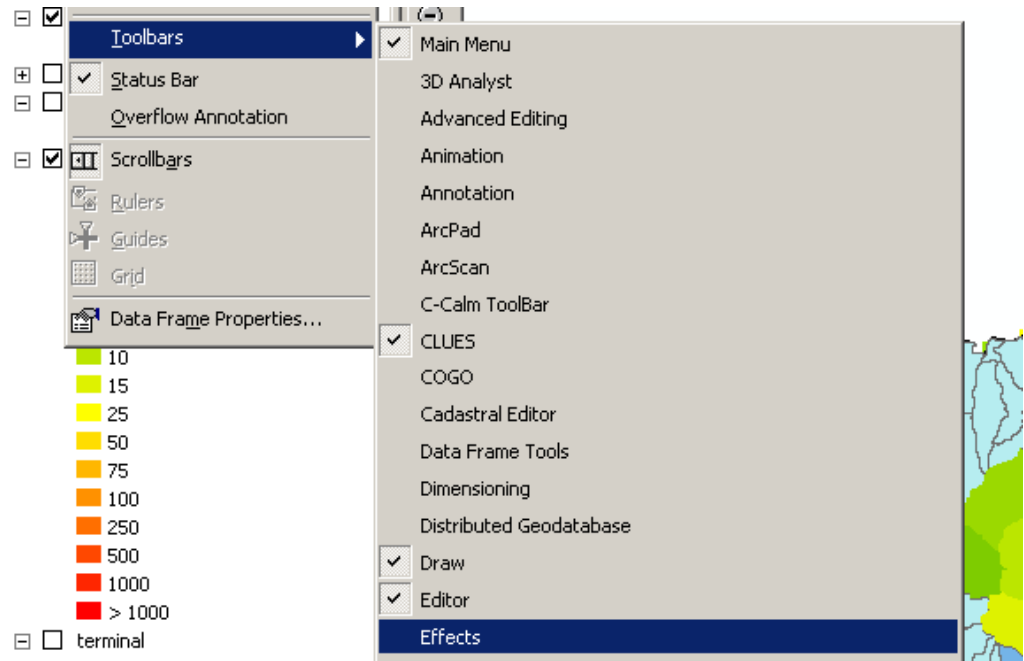 Toolbars
Status Bar
Overflow Annotation
Scrollbars
Rulers
Guides
Grid
Data Frame Properties...
Main Menu
3D Analyst
Advanced Editing
Animation
Annotation
ArcPad
ArcScan
C-Calm ToolBar
CLUES
COGO
Cadastral Editor
Data Frame Tools
Dimensioning
Distributed Geodatabase
Draw
Editor
Effects
10
15
25
50
75
100
250
500
1000
> 1000
terminal